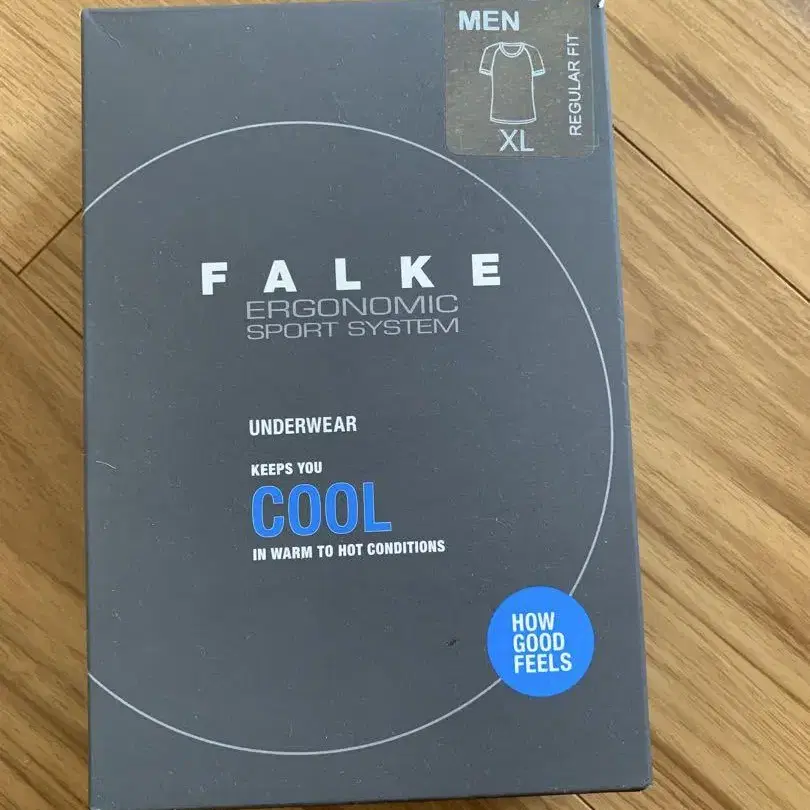 MEN
REGULAR FIT
XL
FALKE
ERGONOMIC
SPORT SYSTEM
UNDERWEAR
KEEPS YOU
COOL
IN WARM TO HOT CONDITIONS
HOW
GOOD
FEELS